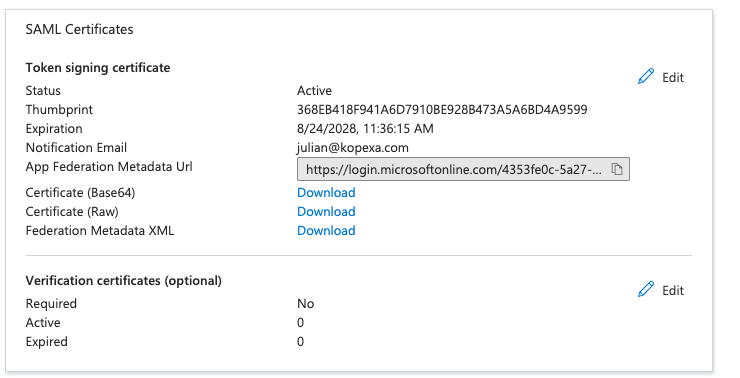 SAML Certificates
Token signing certificate
Edit
Status Active
Thumbprint 368EB418F941A6D7910BE928B473A5A6BD4A9599
Expiration 8/24/2028, 11:36:15 AM
Notification Email julian@kopexa.com
App Federation Metadata Url https://login.microsoftonline.com/4353fe0c-5a27-...
Certificate (Base64) Download
Certificate (Raw) Download
Federation Metadata XML Download
Verification certificates (optional)
Edit
Required No
Active 0
Expired 0